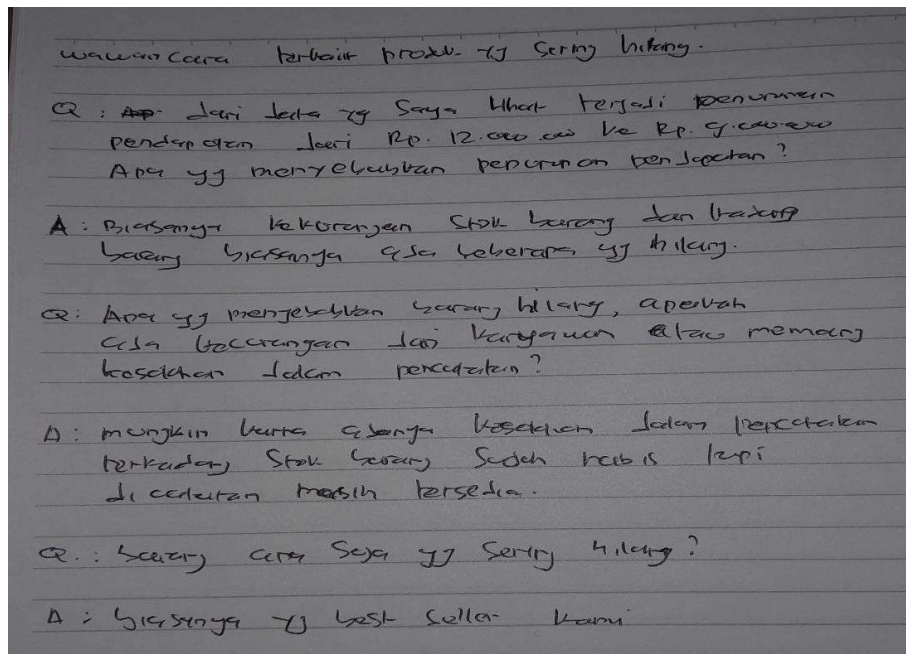 wawancara terkait produk yg sering hilang.
Q : dari data yg saya lihat terjadi penurunan
pendapatan dari Rp. 12.000.000 ke Rp. 9.000.000
Apa yg menyebabkan penurunan pendapatan?
A : Biasanya kekurangan stok barang dan
barang biasanya ada beberapa yg hilang.
Q : Apa yg menyebabkan barang hilang, apakah
ada kecurangan dari karyawan atau memang
kesalahan dalam pencatatan?
A : mungkin karna adanya kesalahan dalam pencatatan
terkadang stok barang sudah habis tapi
di catatan masih tersedia.
Q. : barang apa saja yg sering hilang?
A : biasanya yg best seller kami